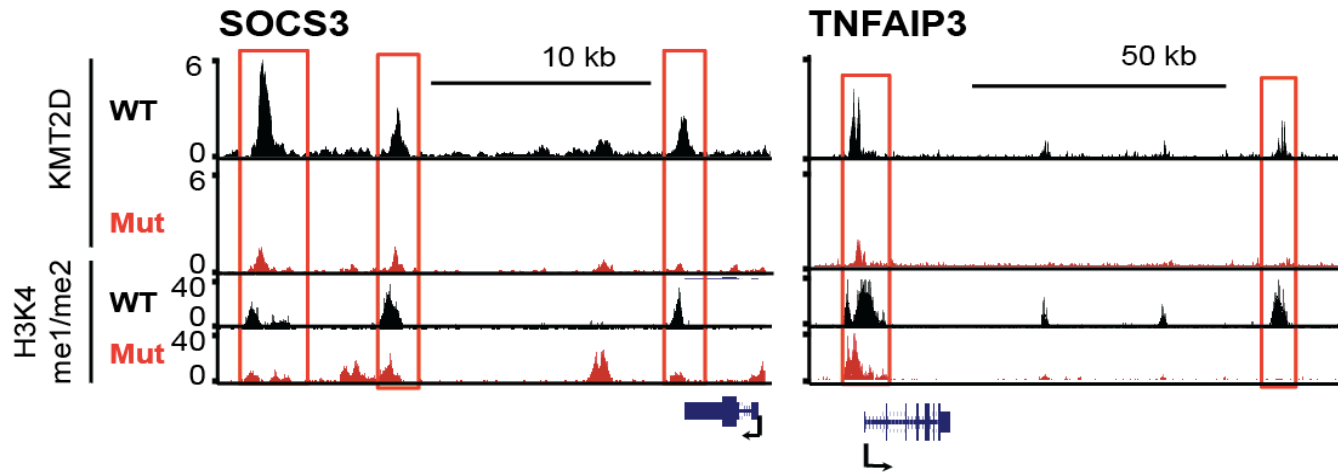 SOCS3
TNFAIP3
10 kb
50 kb
KMT2D
WT
6
0
Mut
6
0
H3K4
me1/me2
WT
40
0
Mut
40
0